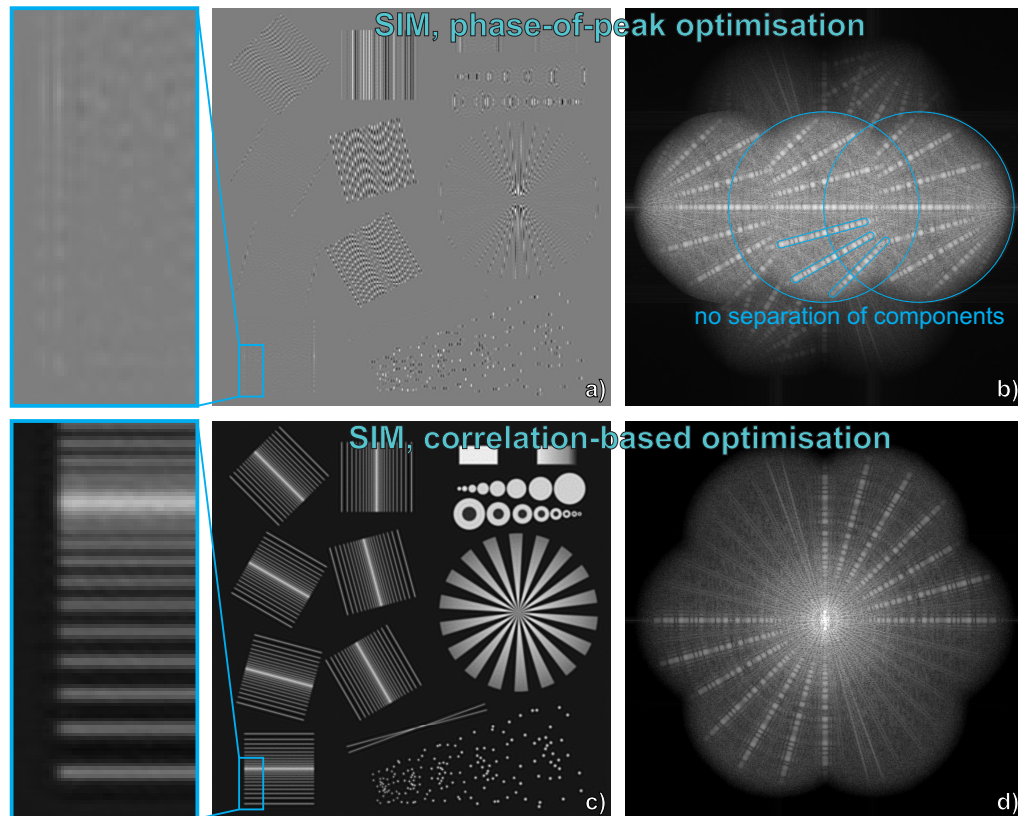 SIM, phase-of-peak optimisation
a)
no separation of components
b)
SIM, correlation-based optimisation
c)
d)